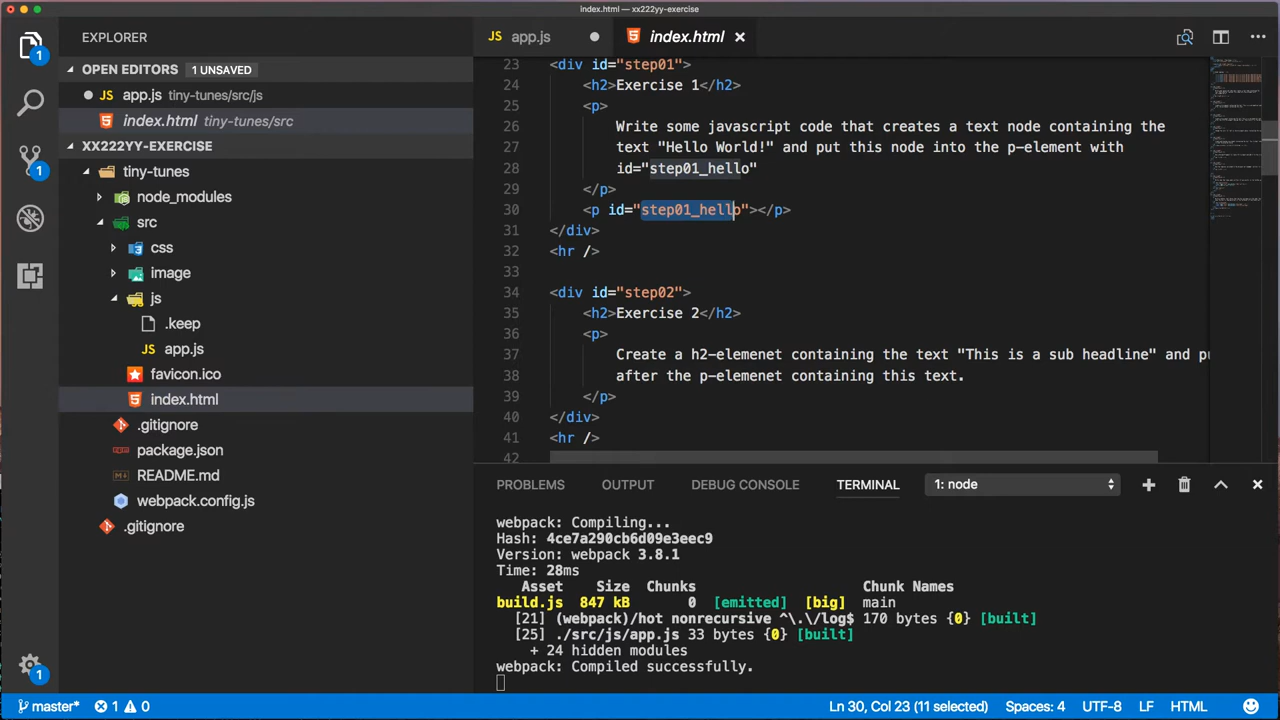 index.html — xx222yy-exercise
EXPLORER
OPEN EDITORS 1 UNSAVED
app.js tiny-tunes/src/js
index.html tiny-tunes/src
XX222YY-EXERCISE
tiny-tunes
node_modules
src
css
image
js
.keep
JS app.js
favicon.ico
index.html
.gitignore
package.json
README.md
webpack.config.js
.gitignore
1
1
1
JS app.js
index.html
23 <div id="step01">
24 <h2>Exercise 1</h2>
25 <p>
26 Write some javascript code that creates a text node containing the
27 text "Hello World!" and put this node into the p-element with
28 id="step01_hello"
29 </p>
30 <p id="step01_hello"></p>
31 </div>
32 <hr />
33
34 <div id="step02">
35 <h2>Exercise 2</h2>
36 <p>
37 Create a h2-elemenet containing the text "This is a sub headline" and pu
38 after the p-elemenet containing this text.
39 </p>
40 </div>
41 <hr />
42
PROBLEMS OUTPUT DEBUG CONSOLE TERMINAL 1: node
webpack: Compiling...
Hash: 4ce7a290cb6d09e3eec9
Version: webpack 3.8.1
Time: 28ms
Asset Size Chunks Chunk Names
build.js 847 kB 0 [emitted] [big] main
[21] (webpack)/hot nonrecursive ^\.\/log$ 170 bytes {0} [built]
[25] ./src/js/app.js 33 bytes {0} [built]
+ 24 hidden modules
webpack: Compiled successfully.
master* 1 0 Ln 30, Col 23 (11 selected) Spaces: 4 UTF-8 LF HTML